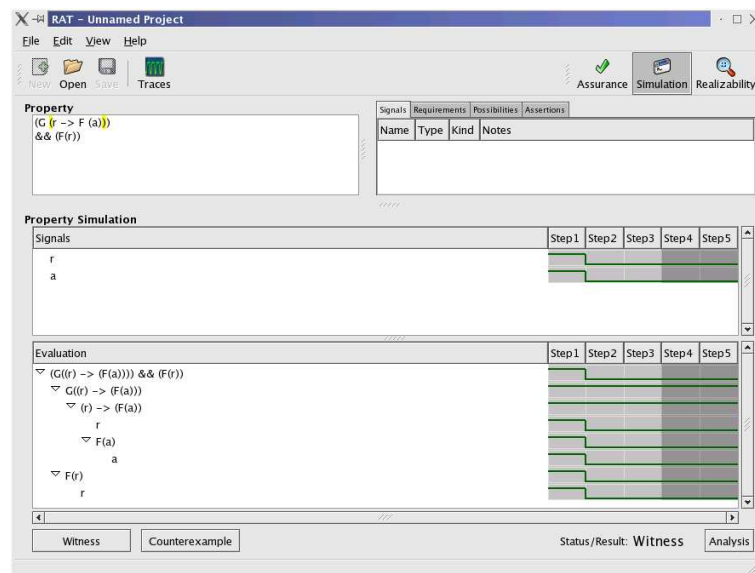 RAT – Unnamed Project
File Edit View Help
New Open Save Traces Assurance Simulation Realizability
Property
(G (r -> F (a)))
&& (F(r))
Signals Requirements Possibilities Assertions
Name Type Kind Notes
Property Simulation
Signals Step1 Step2 Step3 Step4 Step5
r
a
Evaluation Step1 Step2 Step3 Step4 Step5
(G((r) -> (F(a)))) && (F(r))
G((r) -> (F(a)))
(r) -> (F(a))
r
F(a)
a
F(r)
r
Witness Counterexample Status/Result: Witness Analysis